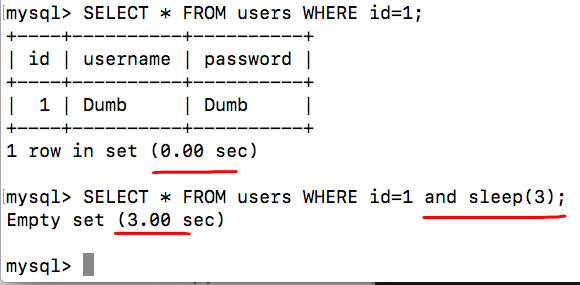 mysql> SELECT * FROM users WHERE id=1;
+----+----------+----------+
| id | username | password |
+----+----------+----------+
|  1 | Dumb     | Dumb     |
+----+----------+----------+
1 row in set (0.00 sec)
mysql> SELECT * FROM users WHERE id=1 and sleep(3);
Empty set (3.00 sec)
mysql>